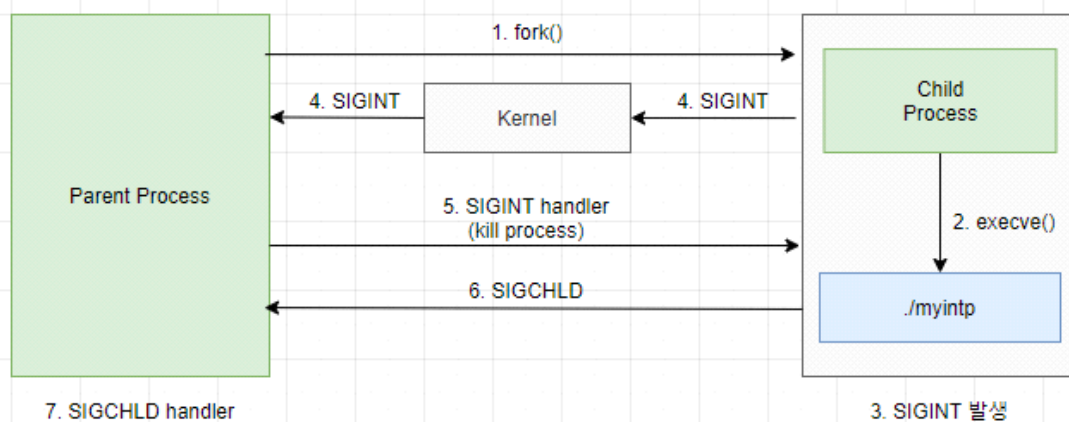 1. fork()
4. SIGINT
Kernel
4. SIGINT
Child
Process
Parent Process
5. SIGINT handler
(kill process)
2. execve()
6. SIGCHLD
./myintp
7. SIGCHLD handler
3. SIGINT 발생